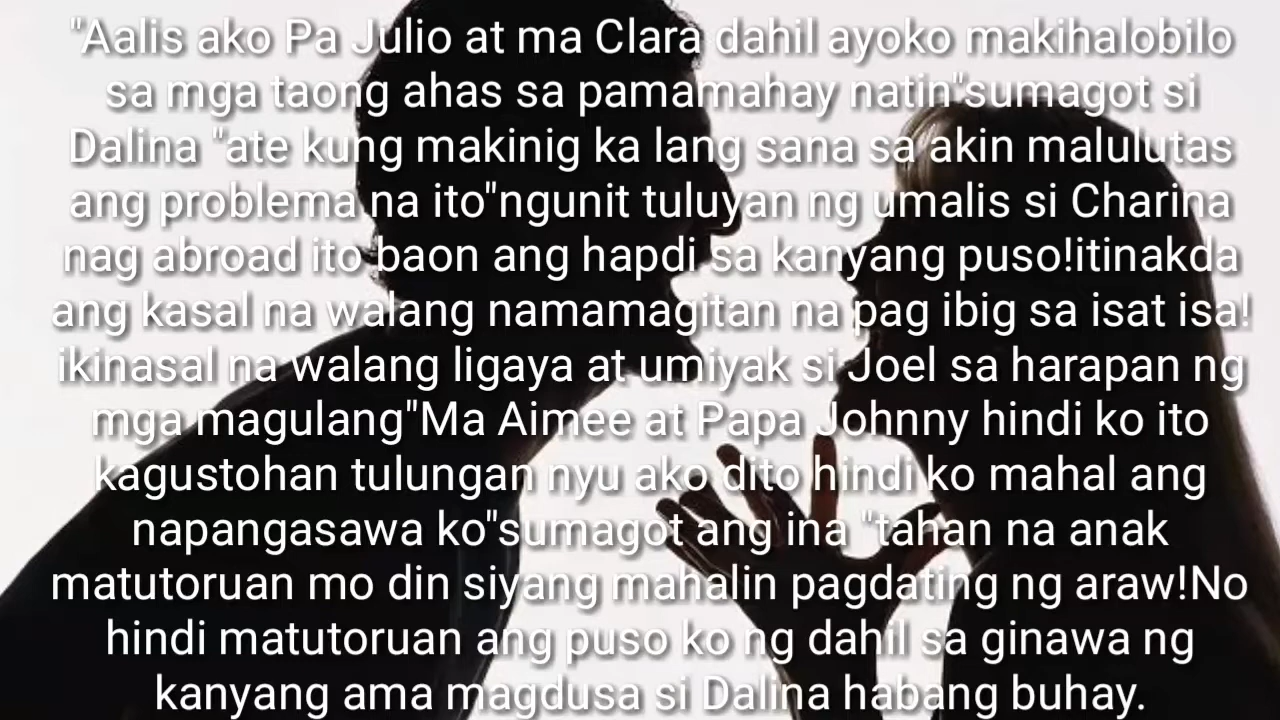 "Aalis ako Pa Julio at ma Clara dahil ayoko makihalobilo
sa mga taong ahas sa pamamahay natin"sumagot si
Dalina "ate kung makinig ka lang sana sa akin malulutas
ang problema na ito"ngunit tuluyan ng umalis si Charina
nag abroad ito baon ang hapdi sa kanyang puso!itinakda
ang kasal na walang namamagitan na pag ibig sa isat isa!
ikinasal na walang ligaya at umiyak si Joel sa harapan ng
mga magulang"Ma Aimee at Papa Johnny hindi ko ito
kagustohan tulungan nyu ako dito hindi ko mahal ang
napangasawa ko"sumagot ang ina "tahan na anak
matutoruan mo din siyang mahalin pagdating ng araw!No
hindi matutoruan ang puso ko ng dahil sa ginawa ng
kanyang ama magdusa si Dalina habang buhay.